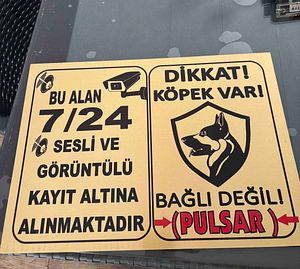 BU ALAN
7/24
SESLİ VE
GÖRÜNTÜLÜ
KAYIT ALTINA
ALINMAKTADIR
DİKKAT!
KÖPEK VAR!
BAĞLI DEĞİL!
(PULSAR)